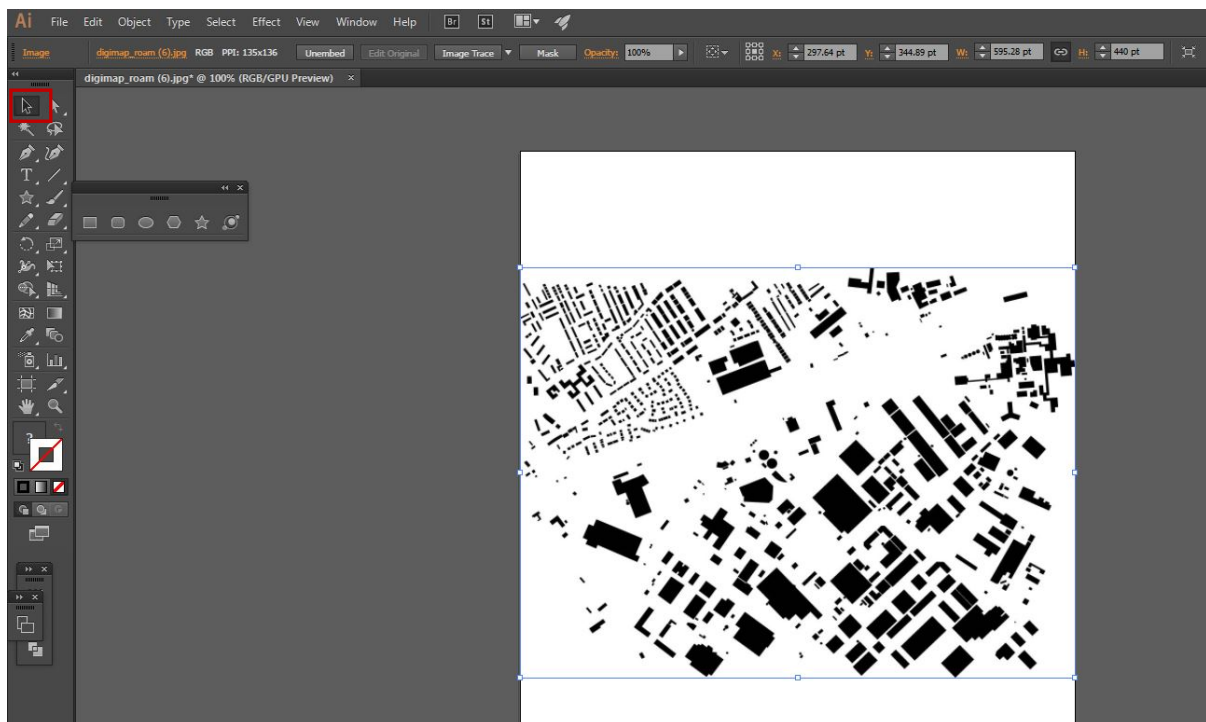 Ai File Edit Object Type Select Effect View Window Help Br St
Image digimap_roam (6).jpg RGB PPI: 135x136 Unembed Edit Original Image Trace Mask Opacity: 100% X: 297.64 pt Y: 344.89 pt W: 595.28 pt H: 440 pt
digimap_roam (6).jpg* @ 100% (RGB/GPU Preview) ×
T
?